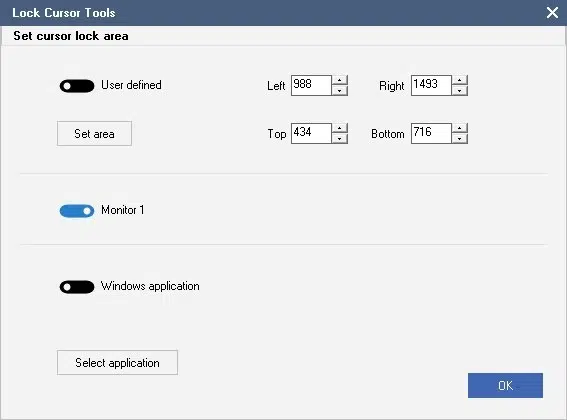 Lock Cursor Tools
Set cursor lock area
User defined Left 988 Right 1493
Set area Top 434 Bottom 716
Monitor 1
Windows application
Select application
OK